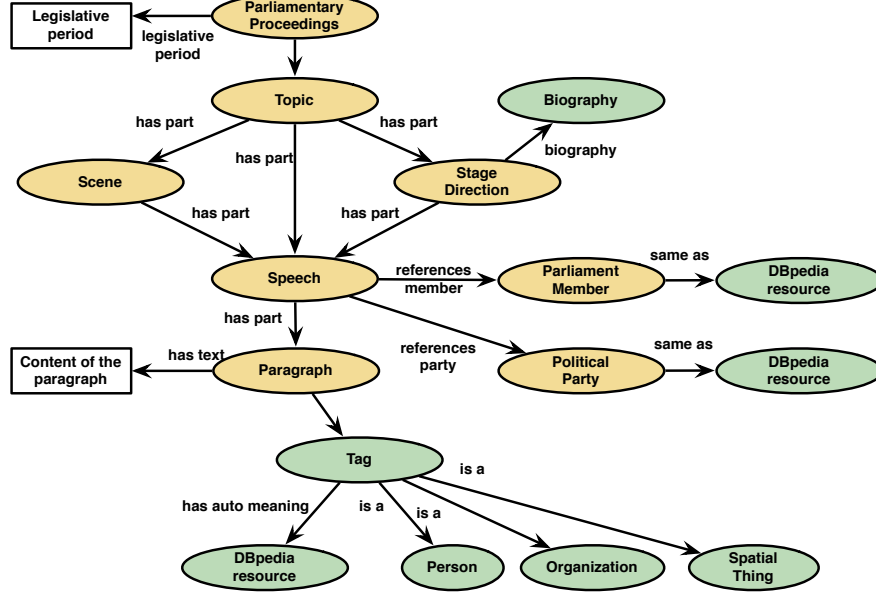 Parliamentary
Proceedings
Legislative
period
legislative
period
Topic
Biography
has part
has part
has part
biography
Scene
Stage
Direction
has part
has part
Speech
references
member
Parliament
Member
same as
DBpedia
resource
has part
references
party
Political
Party
same as
DBpedia
resource
Content of the
paragraph
has text
Paragraph
Tag
has auto meaning
is a
is a
is a
DBpedia
resource
Person
Organization
Spatial
Thing